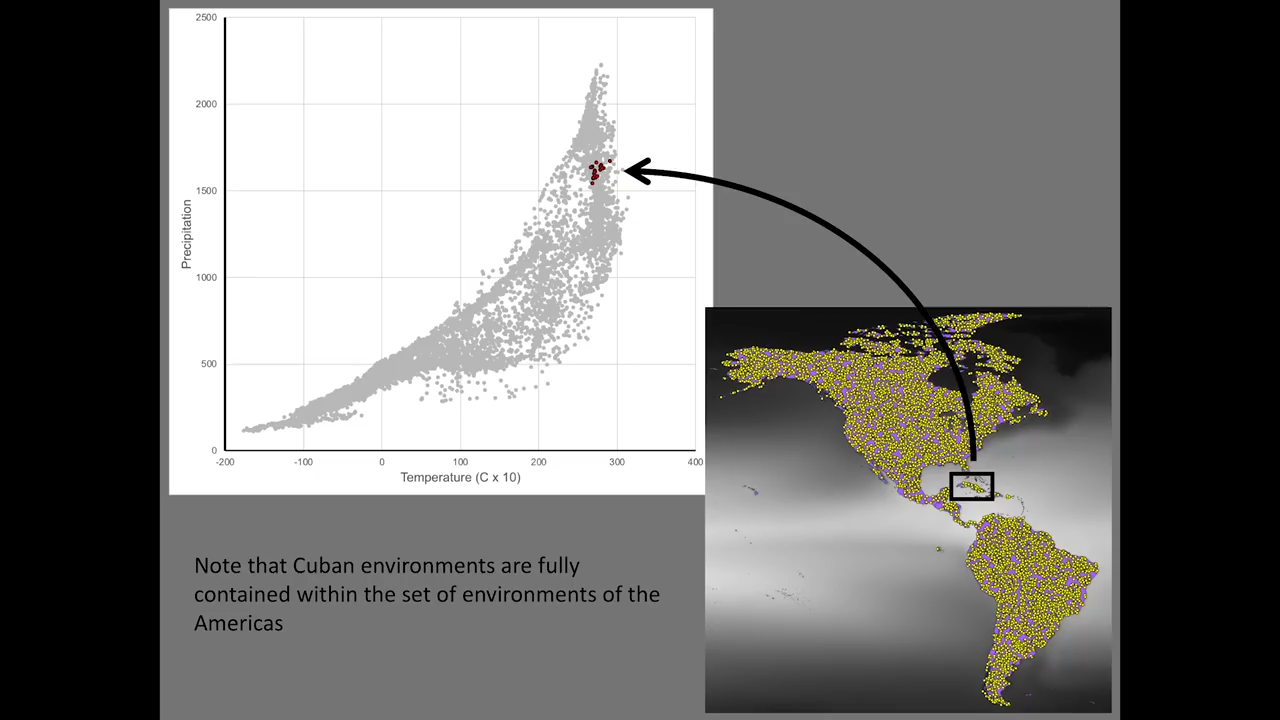 2500
2000
1500
1000
500
0
Precipitation
-200 -100 0 100 200 300 400
Temperature (C x 10)
Note that Cuban environments are fully
contained within the set of environments of the
Americas